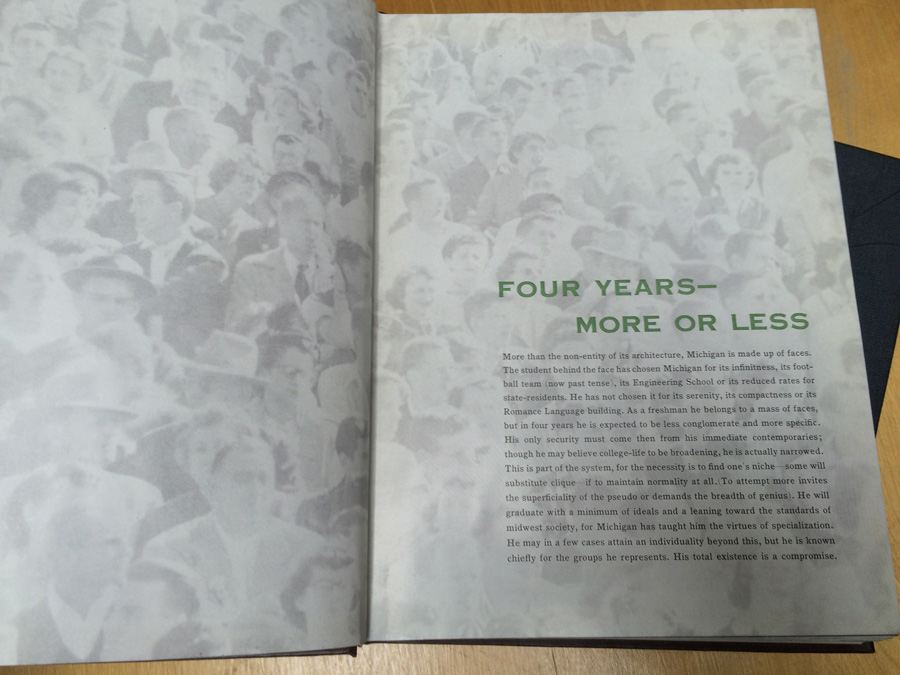 FOUR YEARS—
MORE OR LESS
More than the non-entity of its architecture, Michigan is made up of faces.
The student behind the face has chosen Michigan for its infinitness, its foot-
ball team (now past tense), its Engineering School or its reduced rates for
state-residents. He has not chosen it for its serenity, its compactness or its
Romance Language building. As a freshman he belongs to a mass of faces,
but in four years he is expected to be less conglomerate and more specific.
His only security must come then from his immediate contemporaries;
though he may believe college-life to be broadening, he is actually narrowed.
This is part of the system, for the necessity is to find one's niche—some will
substitute clique—if to maintain normality at all. (To attempt more invites
the superficiality of the pseudo or demands the breadth of genius). He will
graduate with a minimum of ideals and a leaning toward the standards of
midwest society, for Michigan has taught him the virtues of specialization.
He may in a few cases attain an individuality beyond this, but he is known
chiefly for the groups he represents. His total existence is a compromise.